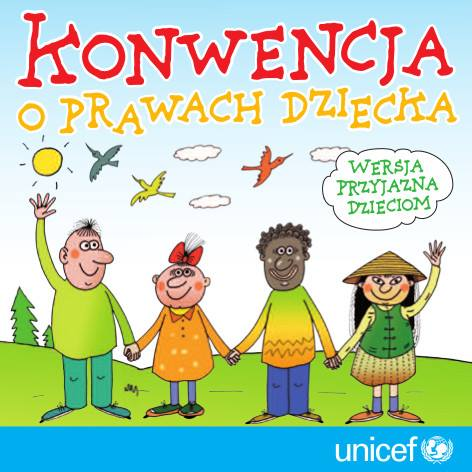 KONWENCJA
O PRAWACH DZIECKA
WERSJA
PRZYJAZNA
DZIECIOM
unicef